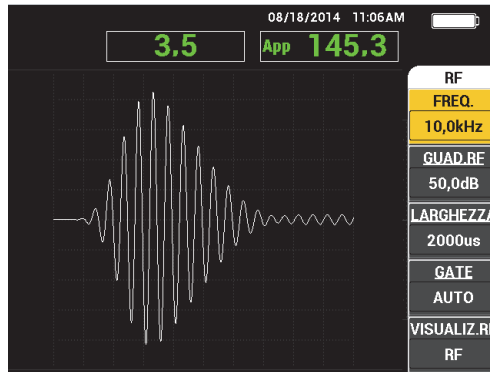 08/18/2014 11:06AM
3.5
App 145.3
RF
FREQ.
10,0kHz
GUAD.RF
50,0dB
LARGHEZZA
2000us
GATE
AUTO
VISUALIZ.RF
RF